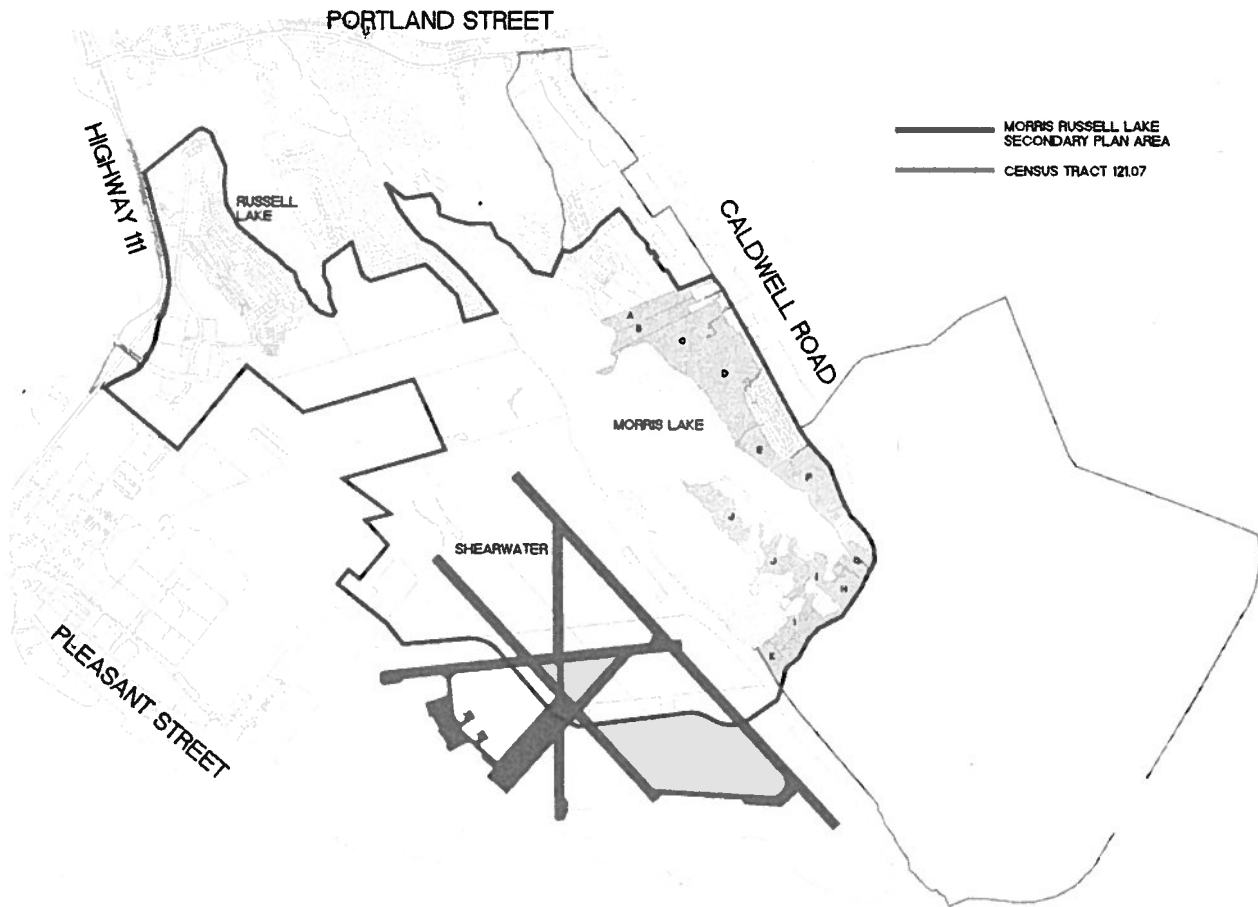 PORTLAND STREET
HIGHWAY 111
RUSSELL
LAKE
MORRIS RUSSELL LAKE
SECONDARY PLAN AREA
CENSUS TRACT 121.07
CALDWELL ROAD
A
B
C
D
MORRIS LAKE
E
F
J
SHEARWATER
G
J
I
H
I
K
PLEASANT STREET